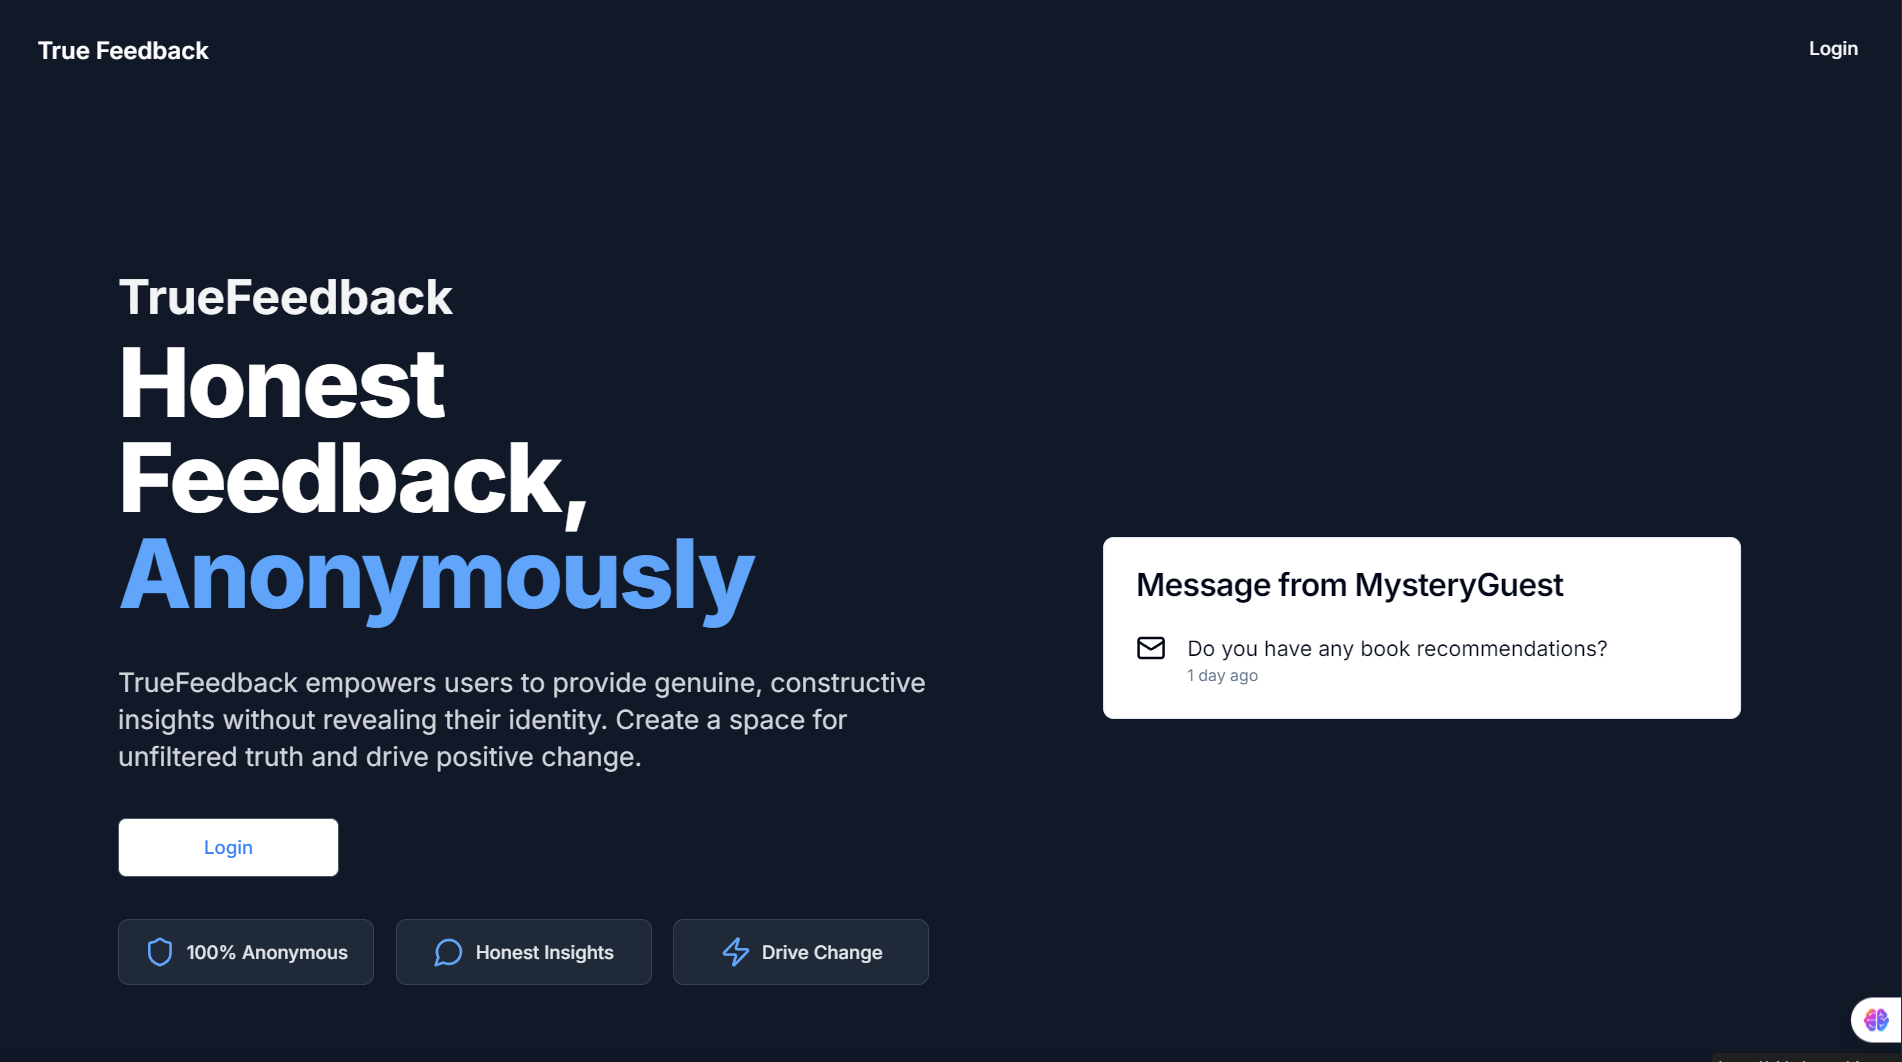 True Feedback
Login
TrueFeedback
Honest
Feedback,
Anonymously
TrueFeedback empowers users to provide genuine, constructive
insights without revealing their identity. Create a space for
unfiltered truth and drive positive change.
Login
100% Anonymous
Honest Insights
Drive Change
Message from MysteryGuest
Do you have any book recommendations?
1 day ago